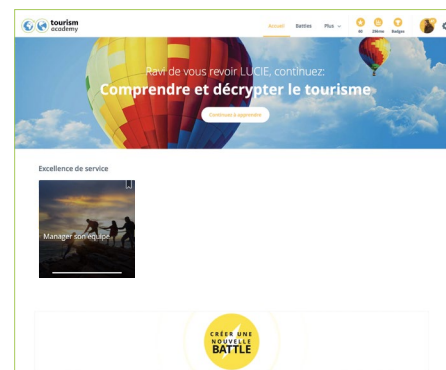 tourism
academy
Accueil Battles Plus
Badges
Ravi de vous revoir LUCIE, continuez:
Comprendre et décrypter le tourisme
Continuez à apprendre
Excellence de service
Manager son équipe
CRÉER UNE
NOUVELLE
BATTLE